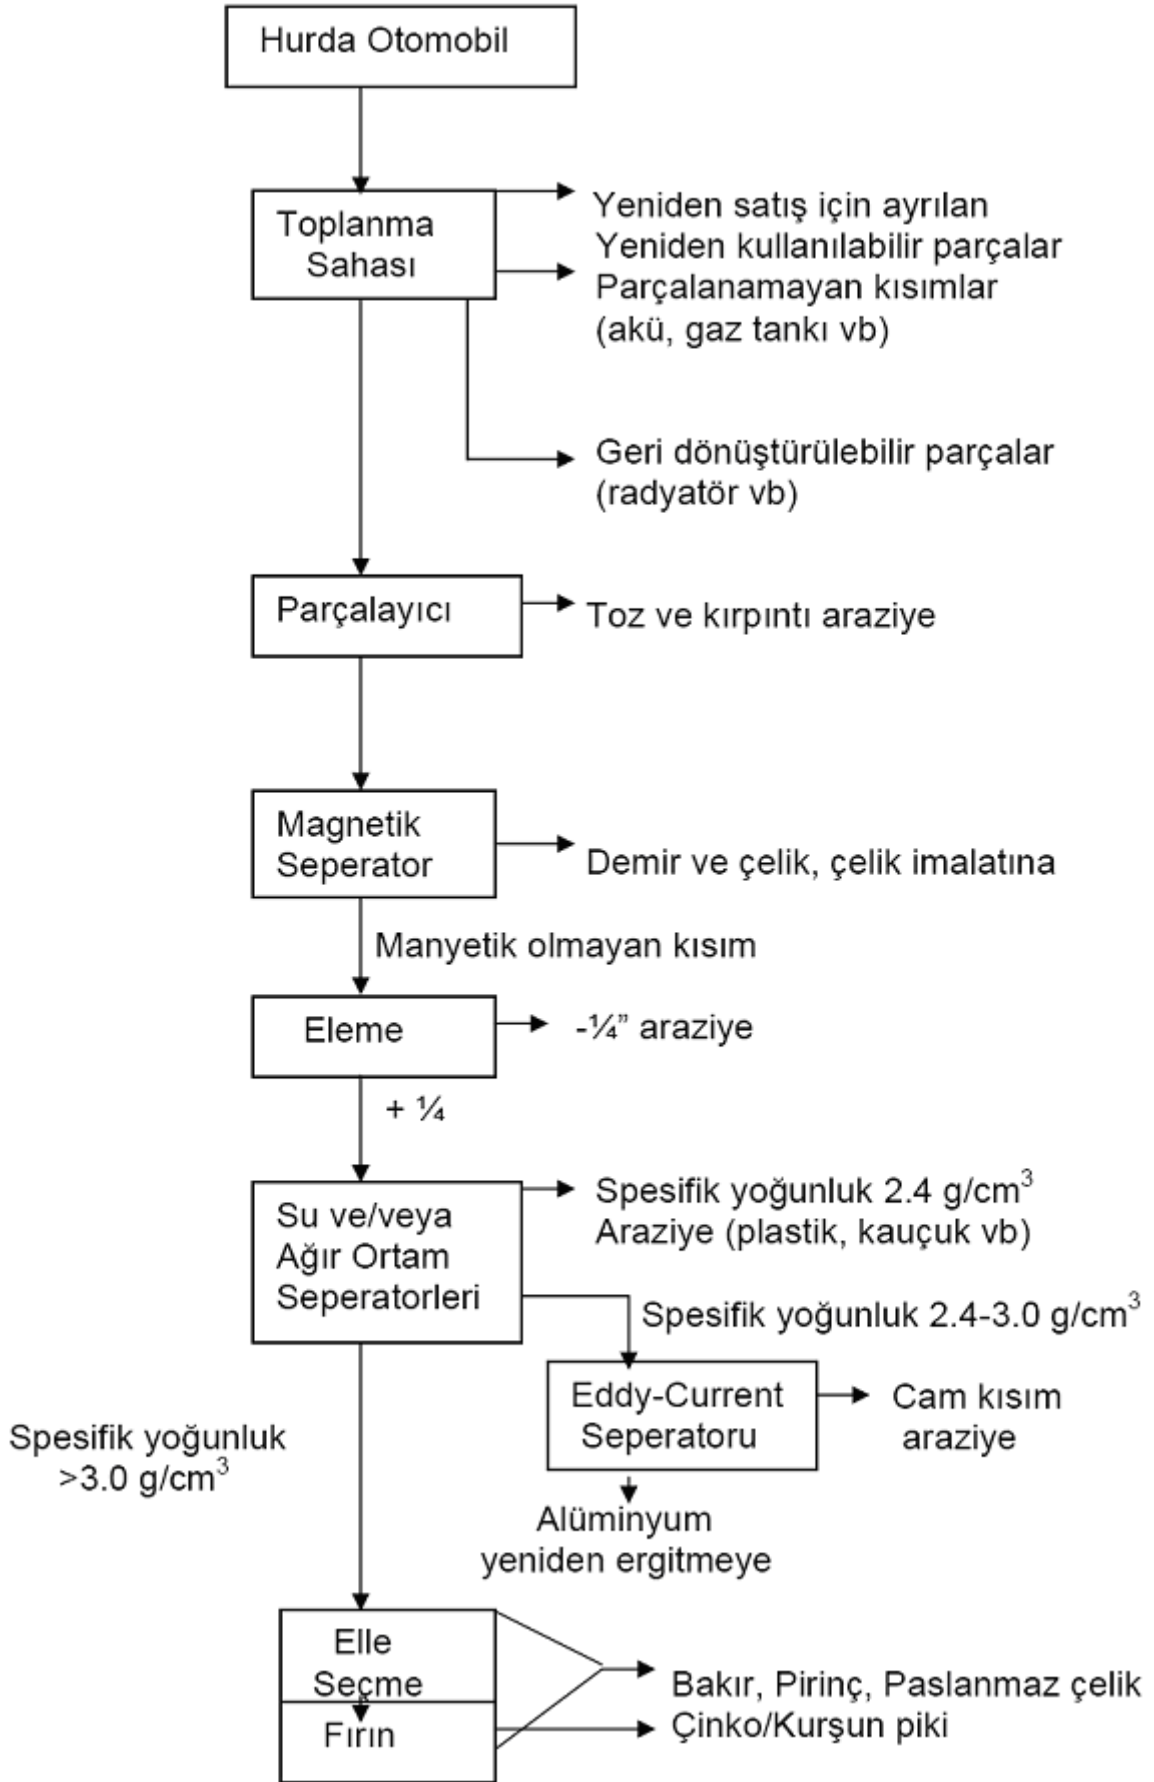 Hurda Otomobil
Toplanma
Sahası
Yeniden satış için ayrılan
Yeniden kullanılabilir parçalar
Parçalanamayan kısımlar
(akü, gaz tankı vb)
Geri dönüştürülebilir parçalar
(radyatör vb)
Parçalayıcı
Toz ve kırpıntı araziye
Magnetik
Seperator
Demir ve çelik, çelik imalatına
Manyetik olmayan kısım
Eleme
-¼” araziye
+ ¼
Su ve/veya
Ağır Ortam
Seperatorleri
Spesifik yoğunluk 2.4 g/cm³
Araziye (plastik, kauçuk vb)
Spesifik yoğunluk 2.4-3.0 g/cm³
Eddy-Current
Seperatoru
Cam kısım
araziye
Spesifik yoğunluk
>3.0 g/cm³
Alüminyum
yeniden ergitmeye
Elle
Seçme
Fırın
Bakır, Pirinç, Paslanmaz çelik
Çinko/Kurşun piki